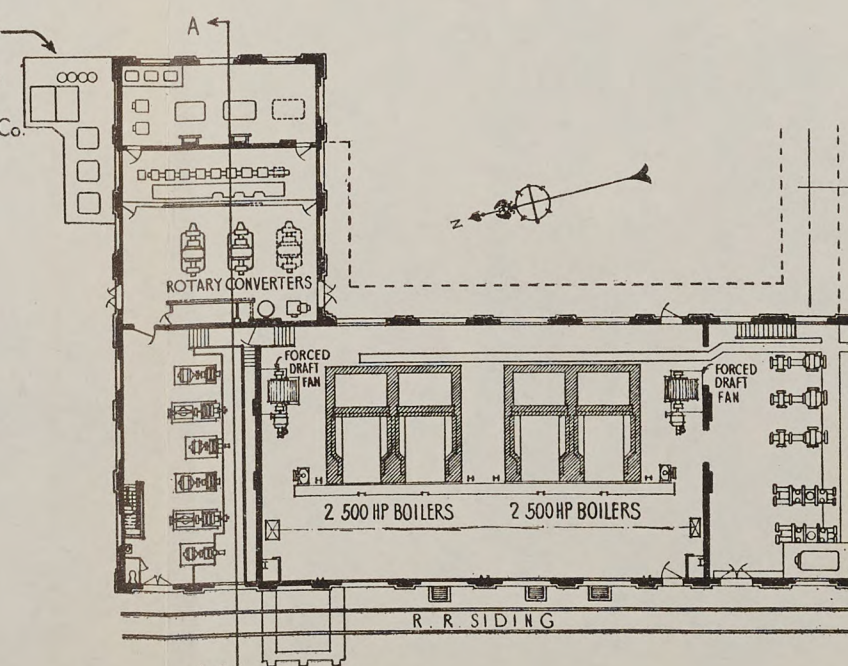 A
Co.
N
ROTARY CONVERTERS
FORCED
DRAFT
FAN
FORCED
DRAFT
FAN
H
H
H
H
2 500 HP BOILERS
2 500 HP BOILERS
R. R. SIDING